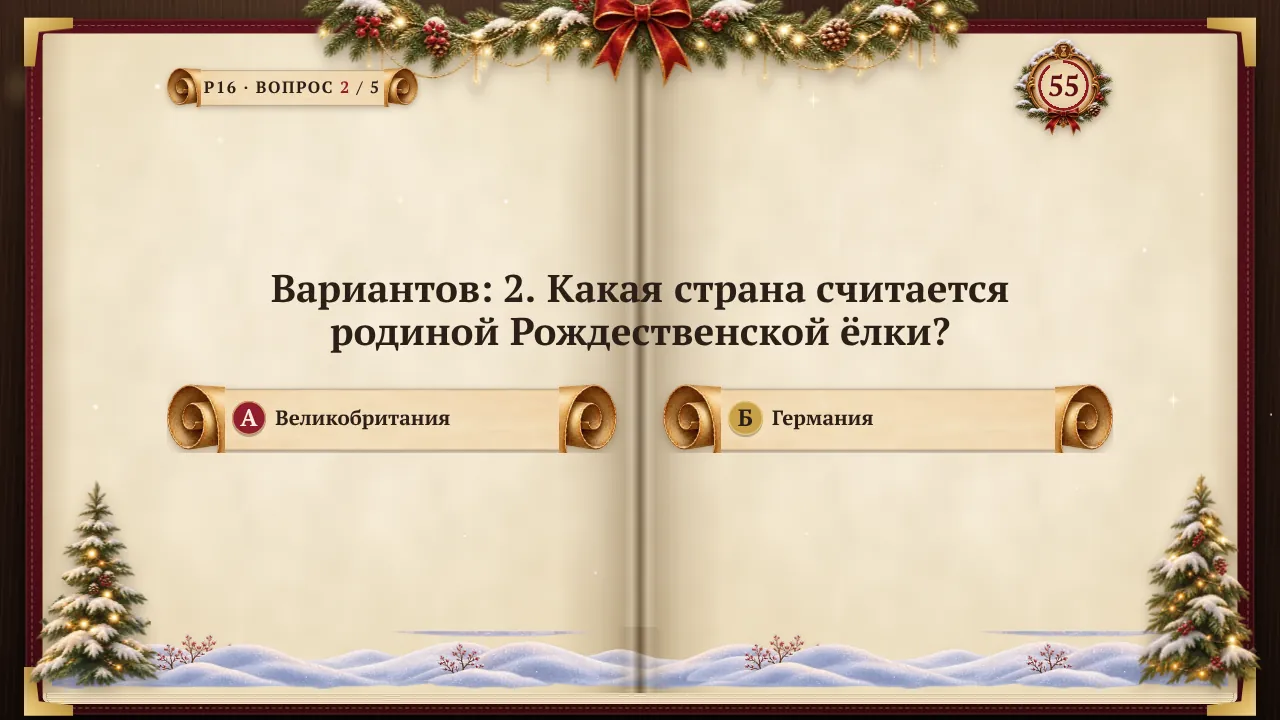 Р16 · ВОПРОС 2 / 5
55
Вариантов: 2. Какая страна считается
родиной Рождественской ёлки?
А Великобритания
Б Германия